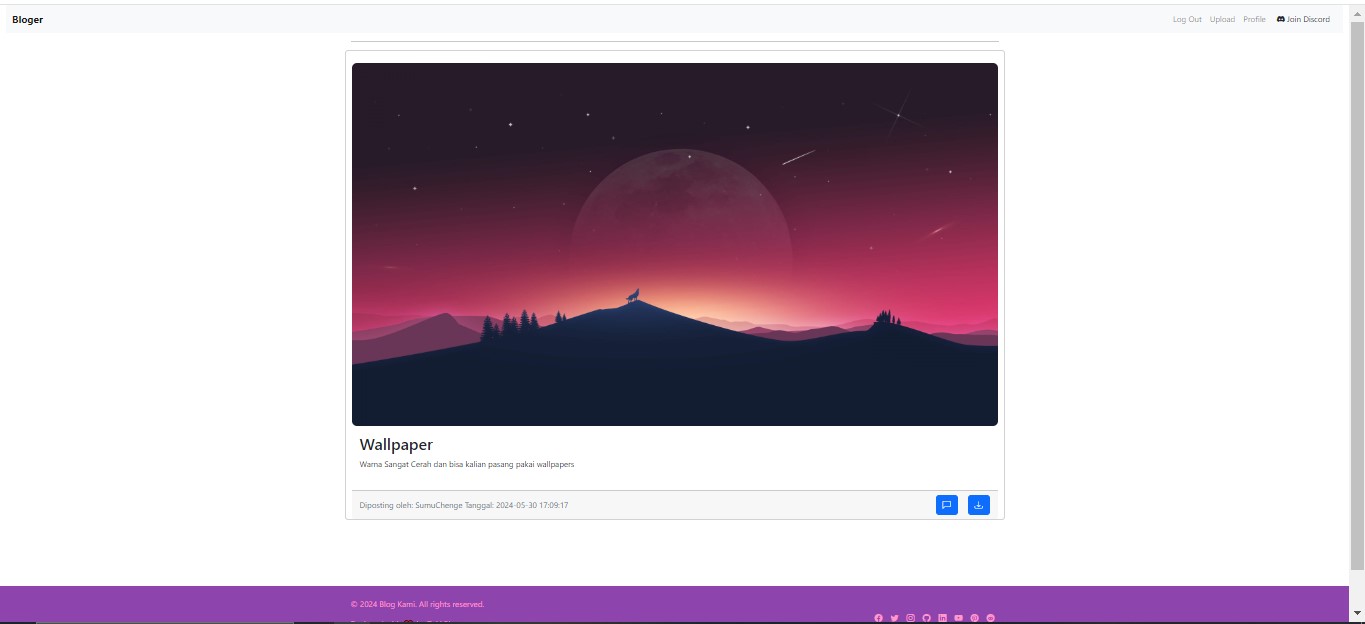 Bloger
Log Out Upload Profile Join Discord
Wallpaper
Warna Sangat Cerah dan bisa kalian pasang pakai wallpapers
Diposting oleh: SumuChenge Tanggal: 2024-05-30 17:09:17
© 2024 Blog Kami. All rights reserved.